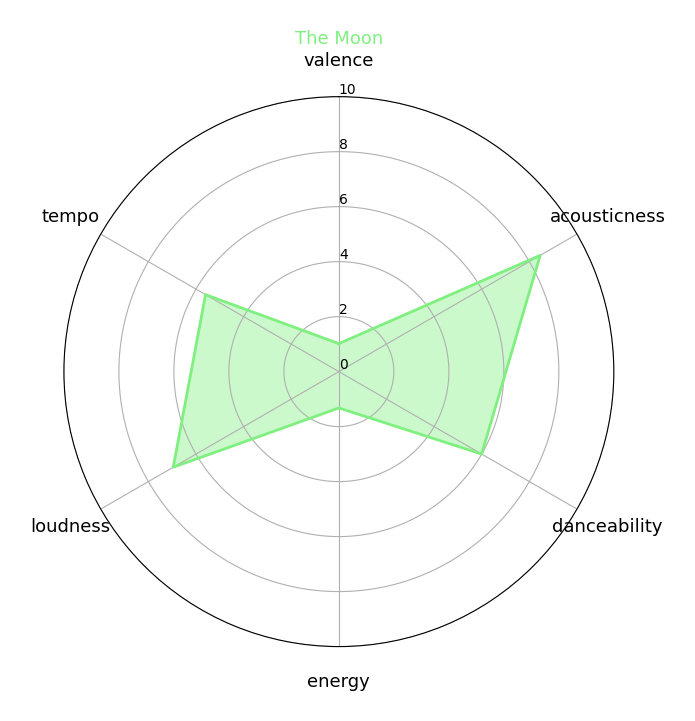 The Moon
valence
10
8
tempo
acousticness
6
4
2
0
loudness
danceability
energy